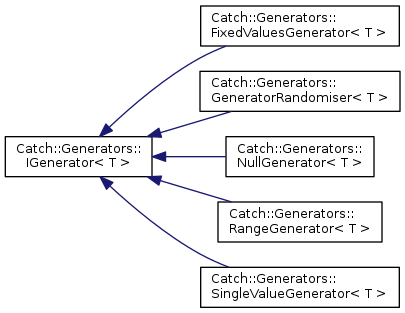 Catch::Generators::
FixedValuesGenerator< T >
Catch::Generators::
GeneratorRandomiser< T >
Catch::Generators::
IGenerator< T >
Catch::Generators::
NullGenerator< T >
Catch::Generators::
RangeGenerator< T >
Catch::Generators::
SingleValueGenerator< T >